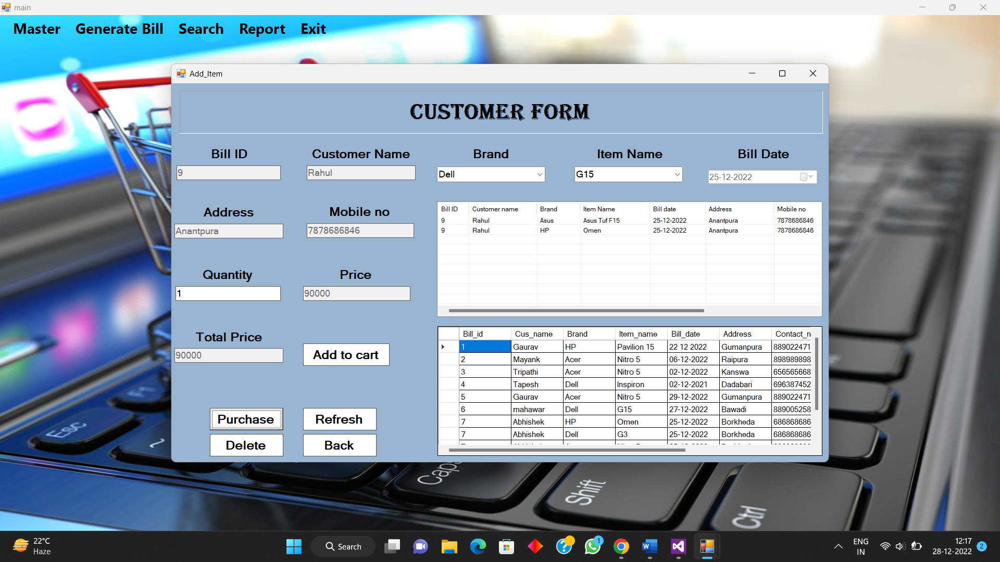 main
Master Generate Bill Search Report Exit
Add_Item
CUSTOMER FORM
Bill ID Customer Name Brand Item Name Bill Date
9 Rahul Dell G15 25-12-2022
Address Mobile no
Anantpura 7878686846
Quantity Price
1 90000
Total Price
90000
Add to cart
Purchase Refresh
Delete Back
Bill ID Customer name Brand Item Name Bill date Address Mobile no
9 Rahul Asus Asus Tuf F15 25-12-2022 Anantpura 7878686846
9 Rahul HP Omen 25-12-2022 Anantpura 7878686846
Bill_id Cus_name Brand Item_name Bill_date Address Contact_n
1 Gaurav HP Pavilion 15 22 12 2022 Gumanpura 889022471
2 Mayank Acer Nitro 5 06-12-2022 Raipura 898989898
3 Tripathi Acer Nitro 5 02-12-2022 Kanswa 656565668
4 Tapesh Dell Inspiron 02-12-2021 Dadabari 696387452
5 Gaurav Acer Nitro 5 29-12-2022 Gumanpura 889022471
6 mahawar Dell G15 27-12-2022 Bawadi 889005258
7 Abhishek HP Omen 25-12-2022 Borkheda 686868686
7 Abhishek Dell G3 25-12-2022 Borkheda 686868686
F1
Esc
~
Caps
Shift
Ctrl
22°C
Haze
Search
1
ENG
IN
12:17
28-12-2022
2